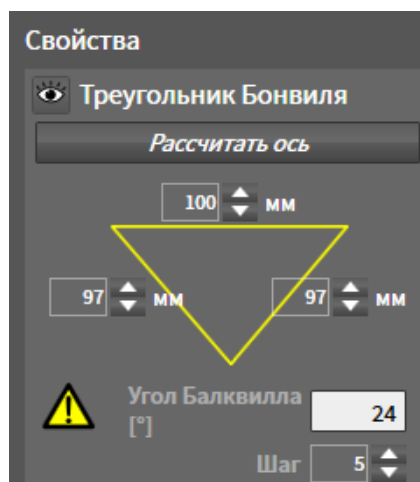 Свойства
Треугольник Бонвиля
Рассчитать ось
100 мм
97 мм 97 мм
Угол Балквилла
[°] 24
Шаг 5